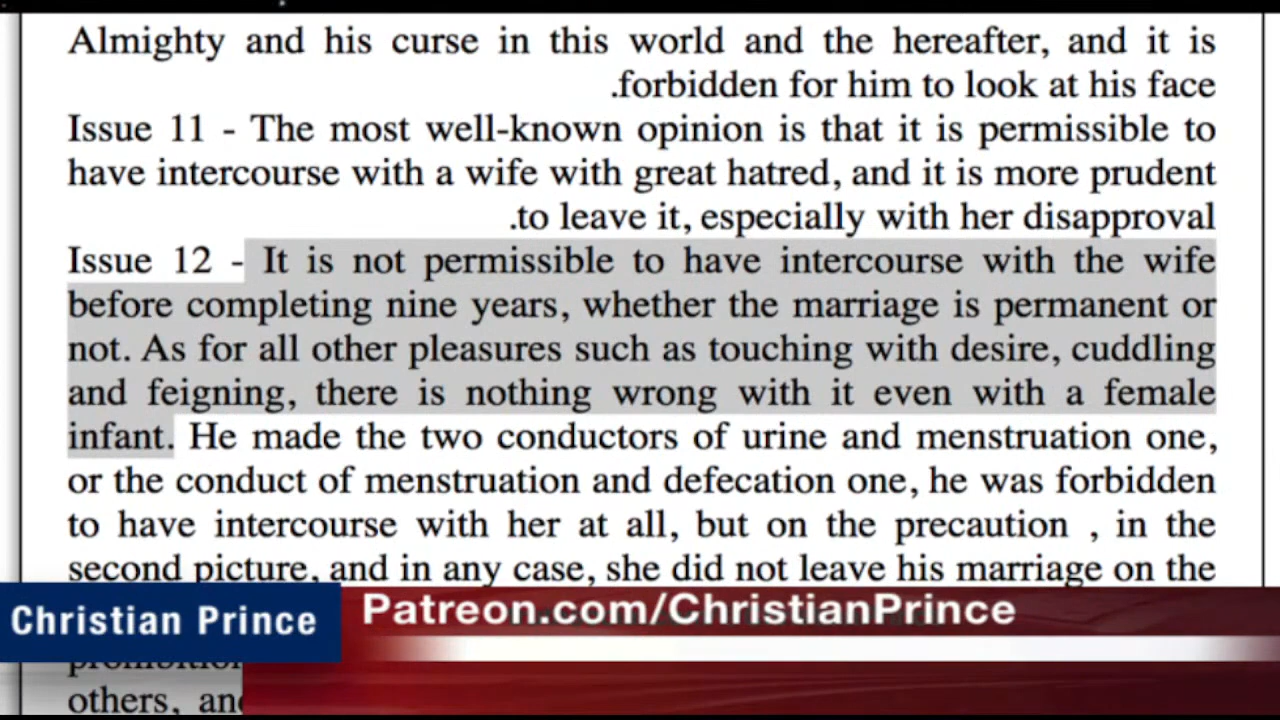 Almighty and his curse in this world and the hereafter, and it is
.forbidden for him to look at his face
Issue 11 - The most well-known opinion is that it is permissible to
have intercourse with a wife with great hatred, and it is more prudent
.to leave it, especially with her disapproval
Issue 12 - It is not permissible to have intercourse with the wife
before completing nine years, whether the marriage is permanent or
not. As for all other pleasures such as touching with desire, cuddling
and feigning, there is nothing wrong with it even with a female
infant. He made the two conductors of urine and menstruation one,
or the conduct of menstruation and defecation one, he was forbidden
to have intercourse with her at all, but on the precaution , in the
second picture, and in any case, she did not leave his marriage on the
Christian Prince
Patreon.com/ChristianPrince
others,